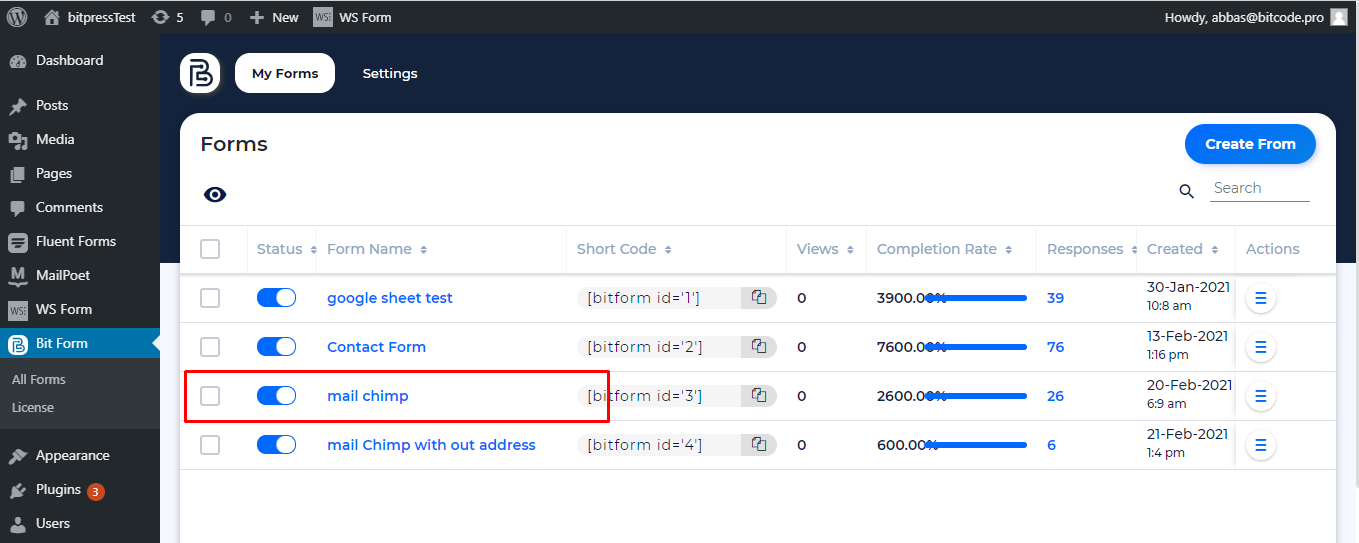 bitpressTest 5 0 New WS Form Howdy, abbas@bitcode.pro
Dashboard
Posts
Media
Pages
Comments
Fluent Forms
MailPoet
WS Form
Bit Form
All Forms
License
Appearance
Plugins 3
Users
My Forms Settings
Forms Create From
Search
Status Form Name Short Code Views Completion Rate Responses Created Actions
google sheet test [bitform id='1'] 0 3900.00% 39 30-Jan-2021
10:8 am
Contact Form [bitform id='2'] 0 7600.00% 76 13-Feb-2021
1:16 pm
mail chimp [bitform id='3'] 0 2600.00% 26 20-Feb-2021
6:9 am
mail Chimp with out address [bitform id='4'] 0 600.00% 6 21-Feb-2021
1:4 pm